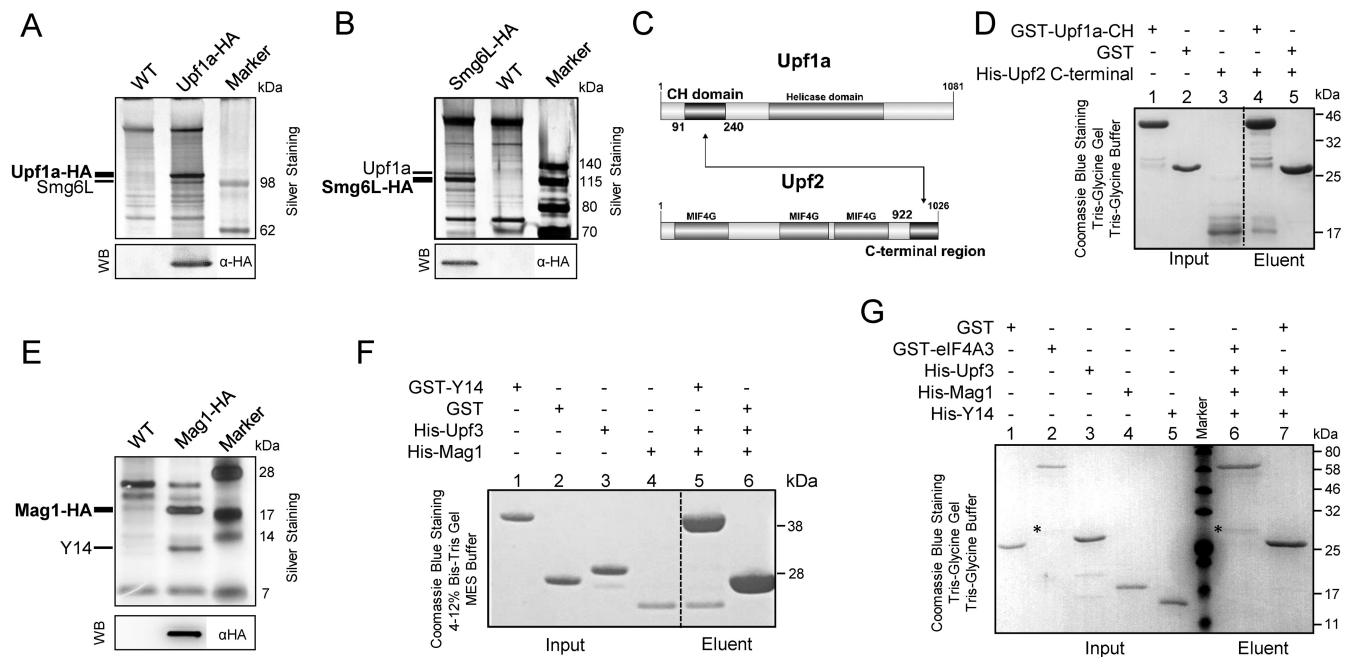 A
WT
Upf1a-HA
Marker
kDa
Upf1a-HA
Smg6L
98
62
Silver Staining
WB
α-HA
B
Smg6L-HA
WT
Marker
kDa
Upf1a
Smg6L-HA
140
115
80
70
Silver Staining
WB
α-HA
C
Upf1a
1 1081
CH domain Helicase domain
91 240
Upf2
1 1026
MIF4G MIF4G MIF4G 922
C-terminal region
D
GST-Upf1a-CH + - - + -
GST - + - - +
His-Upf2 C-terminal - - + + +
1 2 3 4 5 kDa
46
32
25
17
Coomassie Blue Staining
Tris-Glycine Gel
Tris-Glycine Buffer
Input Eluent
E
WT
Mag1-HA
Marker
kDa
28
Mag1-HA
17
14
Y14
7
Silver Staining
WB
αHA
F
GST-Y14 + - - - + -
GST - + - - - +
His-Upf3 - - + - + +
His-Mag1 - - - + + +
1 2 3 4 5 6 kDa
38
28
Coomassie Blue Staining
4-12% Bis-Tris Gel
MES Buffer
Input Eluent
G
GST + - - - - - +
GST-eIF4A3 - + - - - + -
His-Upf3 - - + - - + +
His-Mag1 - - - + - + +
His-Y14 - - - - + + +
1 2 3 4 5 Marker 6 7 kDa
80
58
46
32
* *
25
17
11
Coomassie Blue Staining
Tris-Glycine Gel
Tris-Glycine Buffer
Input Eluent